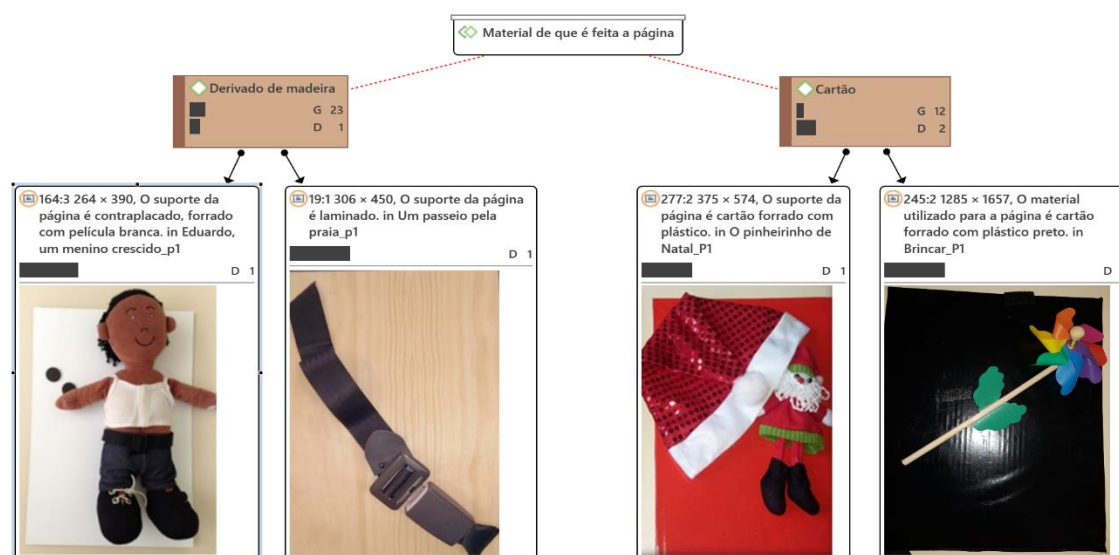 Material de que é feita a página
Derivado de madeira
G 23
D 1
Cartão
G 12
D 2
164:3 264 × 390, O suporte da
página é contraplacado, forrado
com película branca. in Eduardo,
um menino crescido_p1
D 1
19:1 306 × 450, O suporte da página
é laminado. in Um passeio pela
praia_p1
D 1
277:2 375 × 574, O suporte da
página é cartão forrado com
plástico. in O pinheirinho de
Natal_P1
D 1
245:2 1285 × 1657, O material
utilizado para a página é cartão
forrado com plástico preto. in
Brincar_P1
D